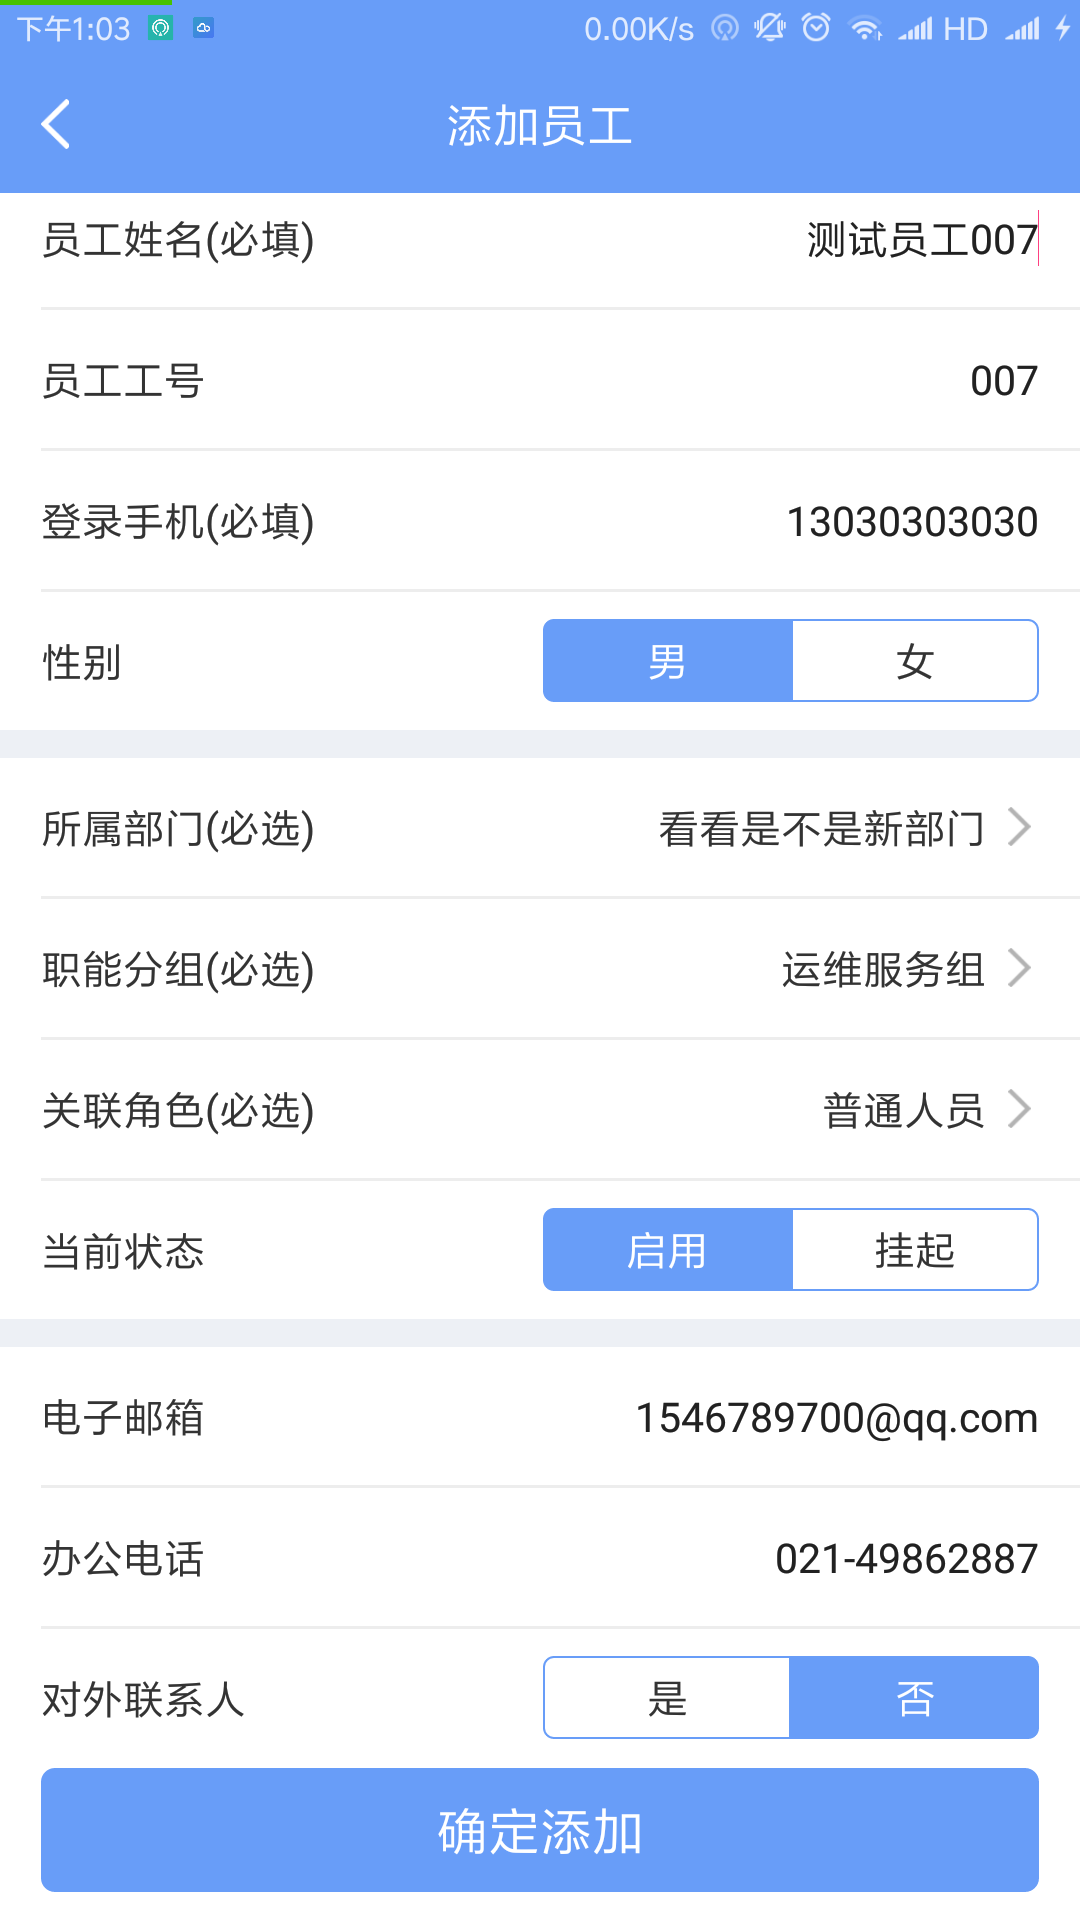 下午1:03 0.00K/s HD
添加员工
员工姓名(必填) 测试员工007
员工工号 007
登录手机(必填) 13030303030
性别 男 女
所属部门(必选) 看看是不是新部门
职能分组(必选) 运维服务组
关联角色(必选) 普通人员
当前状态 启用 挂起
电子邮箱 1546789700@qq.com
办公电话 021-49862887
对外联系人 是 否
确定添加